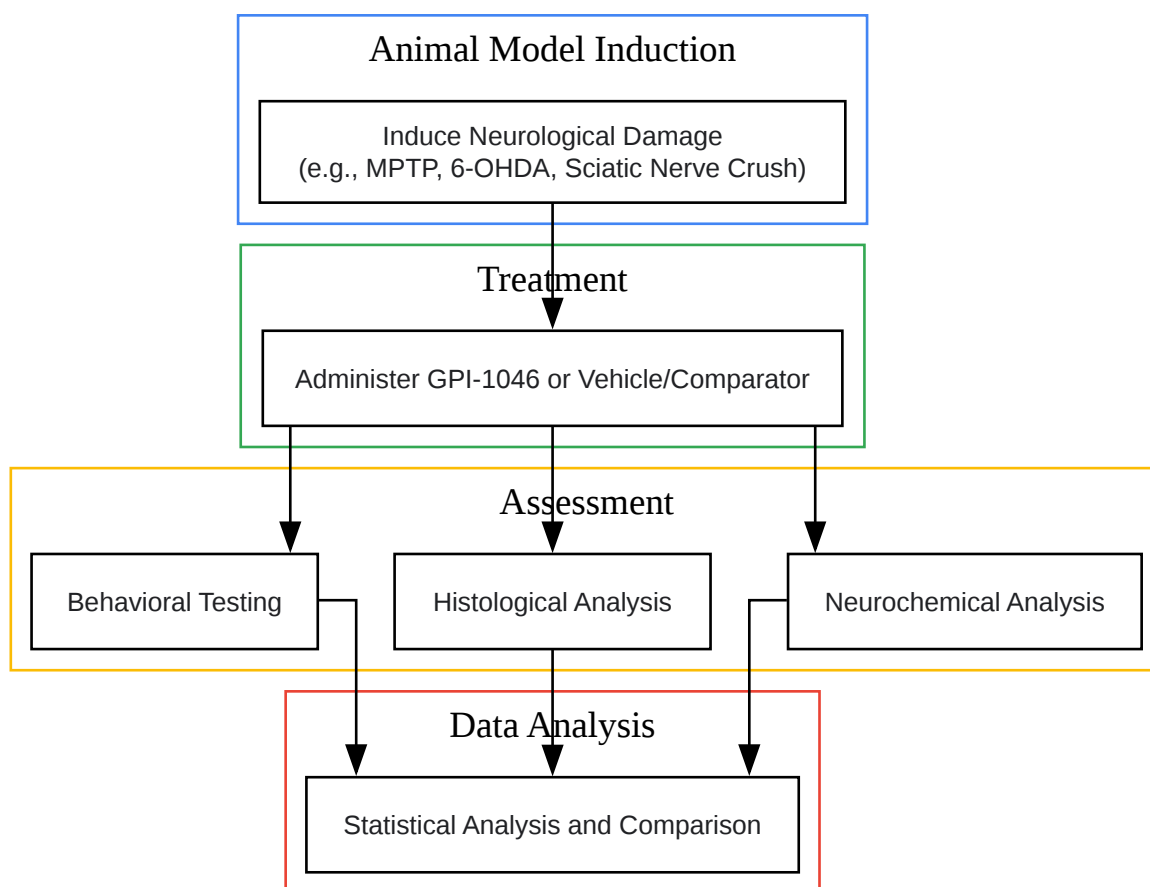 Animal Model Induction
Induce Neurological Damage
(e.g., MPTP, 6-OHDA, Sciatic Nerve Crush)
Treatment
Administer GPI-1046 or Vehicle/Comparator
Assessment
Behavioral Testing
Histological Analysis
Neurochemical Analysis
Data Analysis
Statistical Analysis and Comparison